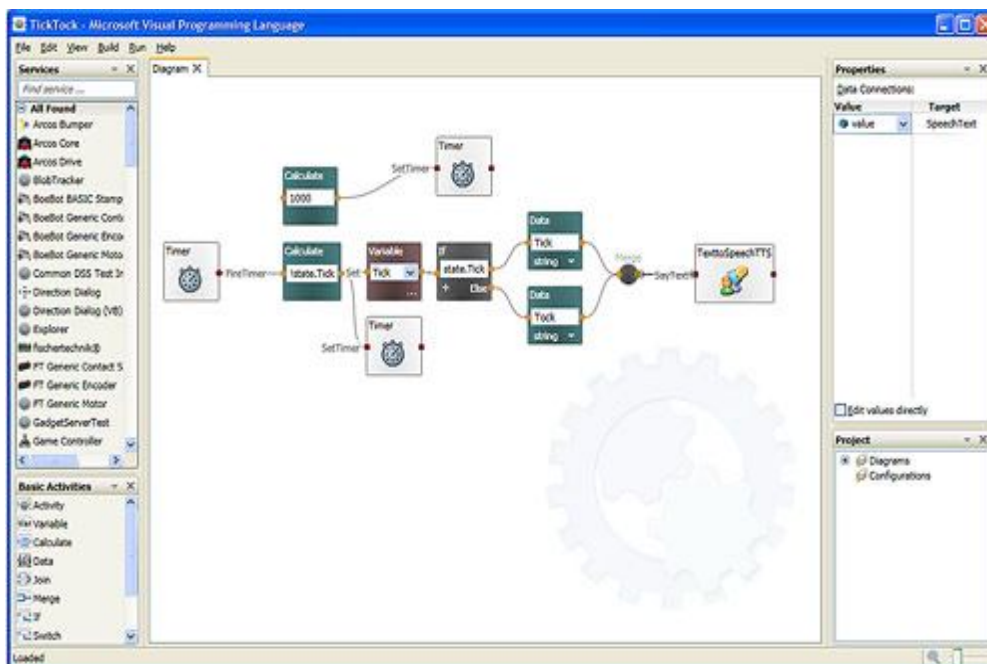 TickTock - Microsoft Visual Programming Language
File Edit View Build Run Help
Services
Find service ...
All Found
Arcos Bumper
Arcos Core
Arcos Drive
BlobTracker
BoeBot BASIC Stamp
BoeBot Generic Conta
BoeBot Generic Enco
BoeBot Generic Moto
Common DSS Test In
Direction Dialog
Direction Dialog (VB)
Explorer
fischertechnik®
FT Generic Contact S
FT Generic Encoder
FT Generic Motor
GadgetServerTest
Game Controller
Basic Activities
Activity
Variable
Calculate
Data
Join
Merge
If
Switch
Loaded
Diagram
Calculate
1000
SetTimer
Timer
Timer
FireTimer
Calculate
!state.Tick
Set
Variable
Tick
...
If
state.Tick
Else
Data
Tick
string
Data
Tock
string
Merge
SayText
TexttoSpeechTTS
SetTimer
Timer
Properties
Data Connections:
Value Target
value SpeechText
Edit values directly
Project
Diagrams
Configurations